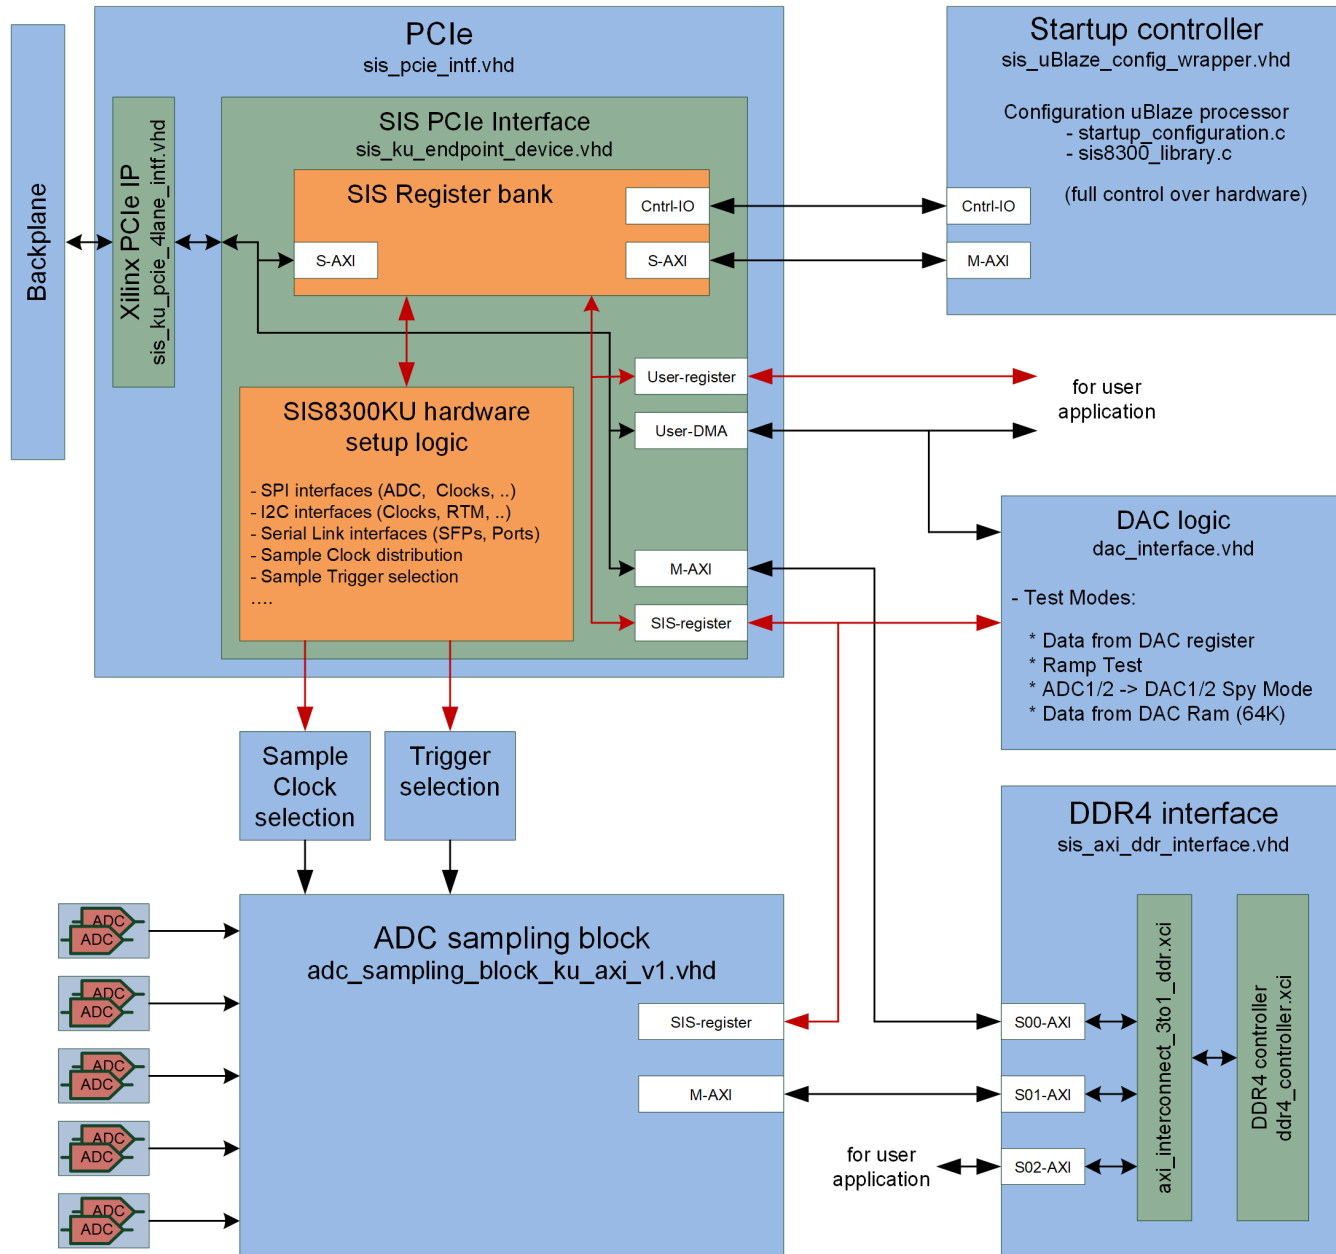 PCIe
sis_pcie_intf.vhd
Backplane
Xilinx PCIe IP
sis_ku_pcie_4lane_intf.vhd
SIS PCIe Interface
sis_ku_endpoint_device.vhd
SIS Register bank
Cntrl-IO
S-AXI
S-AXI
Startup controller
sis_uBlaze_config_wrapper.vhd
Configuration uBlaze processor
- startup_configuration.c
- sis8300_library.c
(full control over hardware)
Cntrl-IO
M-AXI
User-register
User-DMA
for user
application
SIS8300KU hardware
setup logic
- SPI interfaces (ADC, Clocks, ..)
- I2C interfaces (Clocks, RTM, ..)
- Serial Link interfaces (SFPs, Ports)
- Sample Clock distribution
- Sample Trigger selection
....
M-AXI
SIS-register
DAC logic
dac_interface.vhd
- Test Modes:
* Data from DAC register
* Ramp Test
* ADC1/2 -> DAC1/2 Spy Mode
* Data from DAC Ram (64K)
Sample
Clock
selection
Trigger
selection
DDR4 interface
sis_axi_ddr_interface.vhd
S00-AXI
S01-AXI
S02-AXI
axi_interconnect_3to1_ddr.xci
DDR4 controller
ddr4_controller.xci
for user
application
ADC sampling block
adc_sampling_block_ku_axi_v1.vhd
SIS-register
M-AXI
ADC
ADC
ADC
ADC
ADC
ADC
ADC
ADC
ADC
ADC